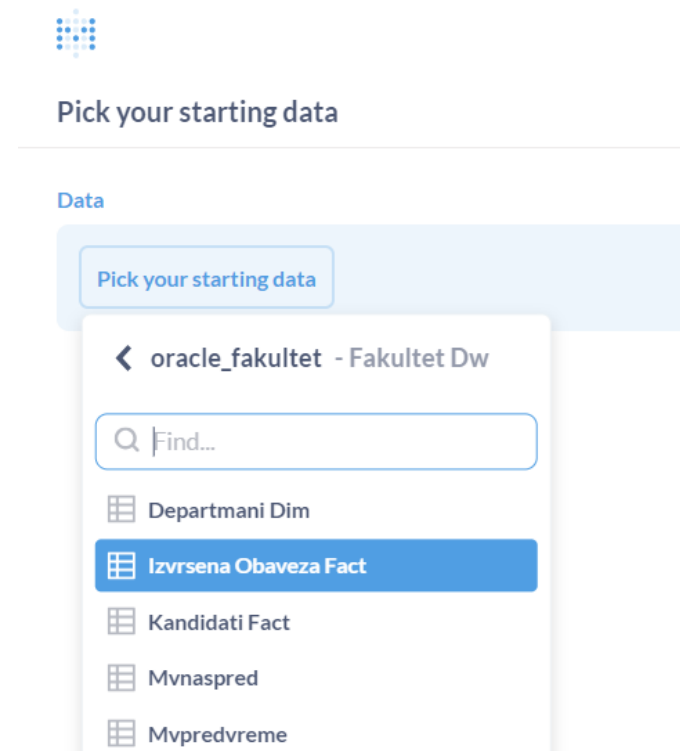 Pick your starting data
Data
Pick your starting data
oracle_fakultet - Fakultet Dw
Find...
Departmani Dim
Izvrsena Obaveza Fact
Kandidati Fact
Mvnaspred
Mvpredvreme